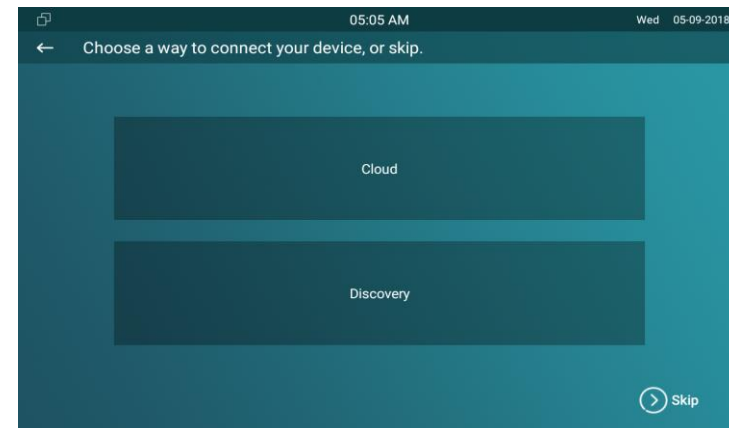 05:05 AM Wed 05-09-2018
Choose a way to connect your device, or skip.
Cloud
Discovery
Skip